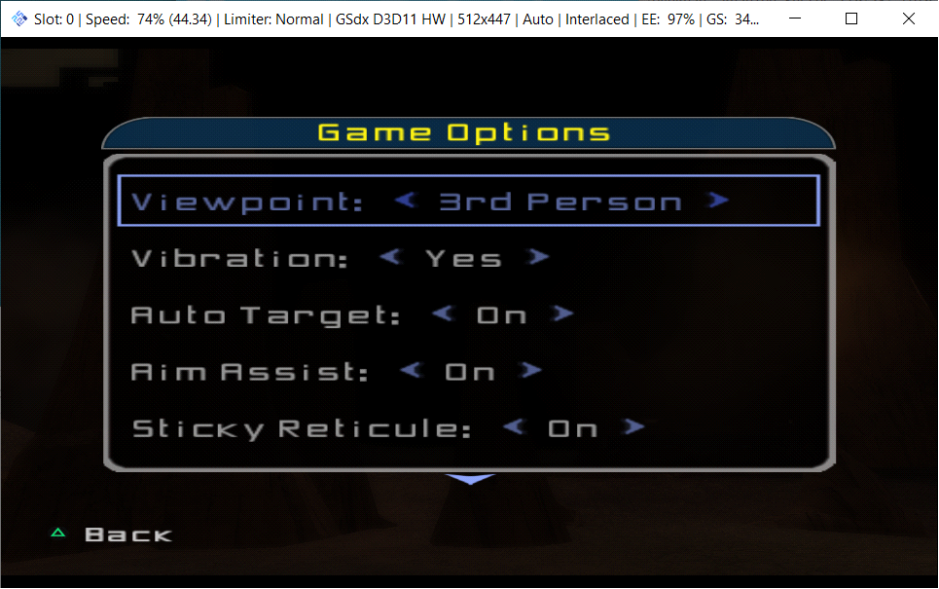 Slot: 0 | Speed: 74% (44.34) | Limiter: Normal | GSdx D3D11 HW | 512x447 | Auto | Interlaced | EE: 97% | GS: 34...
Game Options
Viewpoint: < 3rd Person >
Vibration: < Yes >
Auto Target: < On >
Aim Assist: < On >
Sticky Reticule: < On >
Back